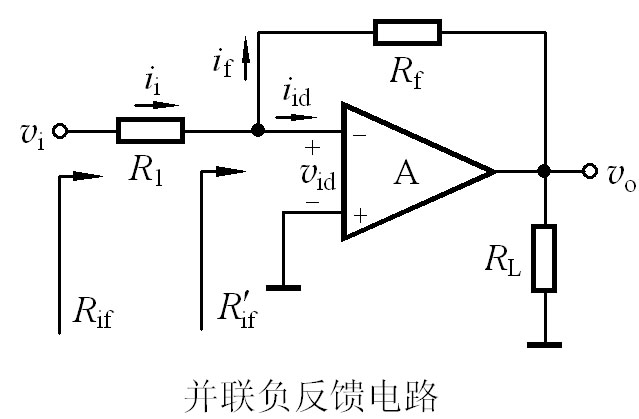 R_f
i_f
i_i
i_id
v_i
R_1
+
v_id
−
−
A
+
v_o
R_L
R_if
R′_if
并联负反馈电路